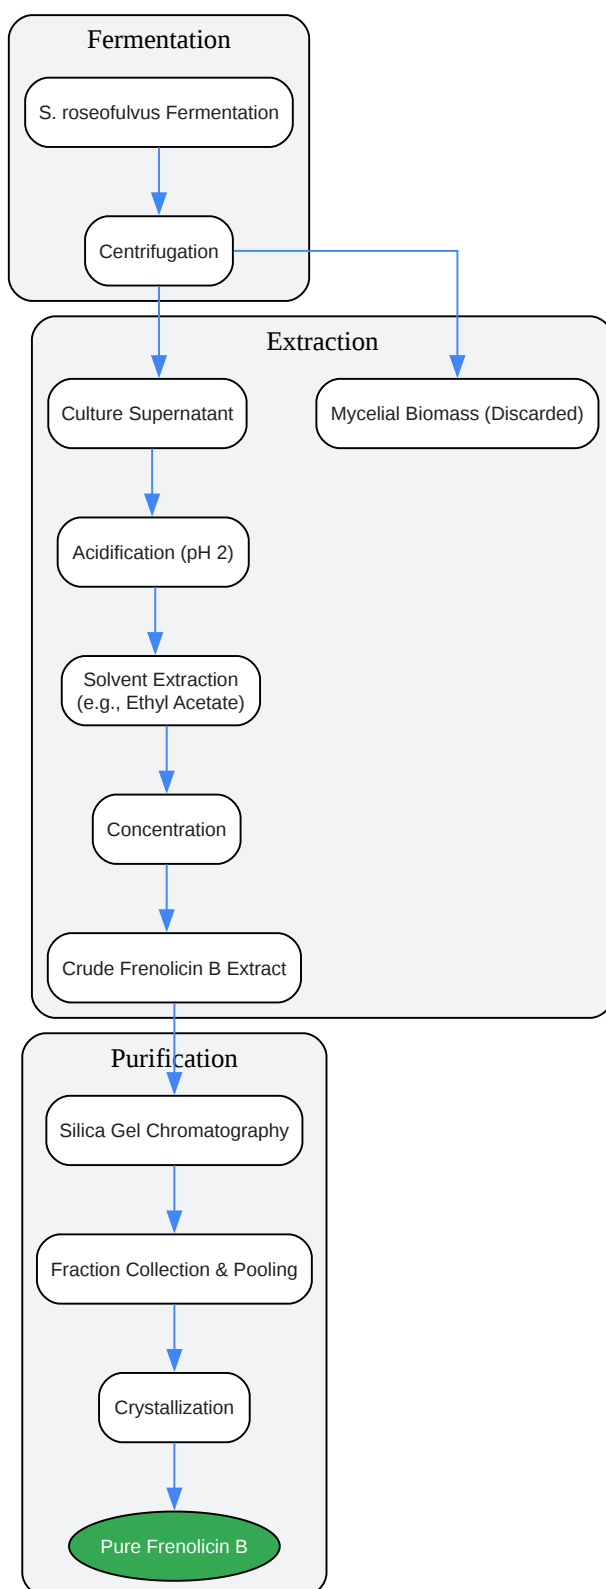 Fermentation
S. roseofulvus Fermentation
Centrifugation
Extraction
Culture Supernatant
Mycelial Biomass (Discarded)
Acidification (pH 2)
Solvent Extraction
(e.g., Ethyl Acetate)
Concentration
Crude Frenolicin B Extract
Purification
Silica Gel Chromatography
Fraction Collection & Pooling
Crystallization
Pure Frenolicin B